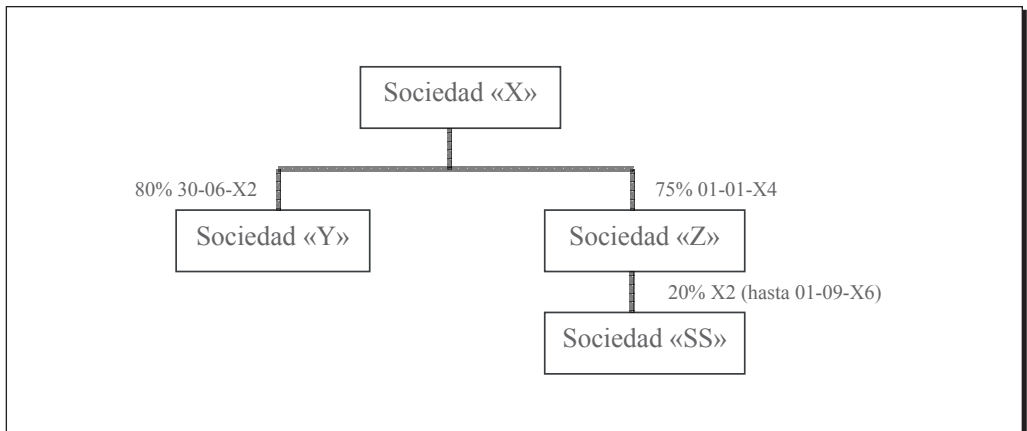 Sociedad «X»
80% 30-06-X2
75% 01-01-X4
Sociedad «Y»
Sociedad «Z»
20% X2 (hasta 01-09-X6)
Sociedad «SS»